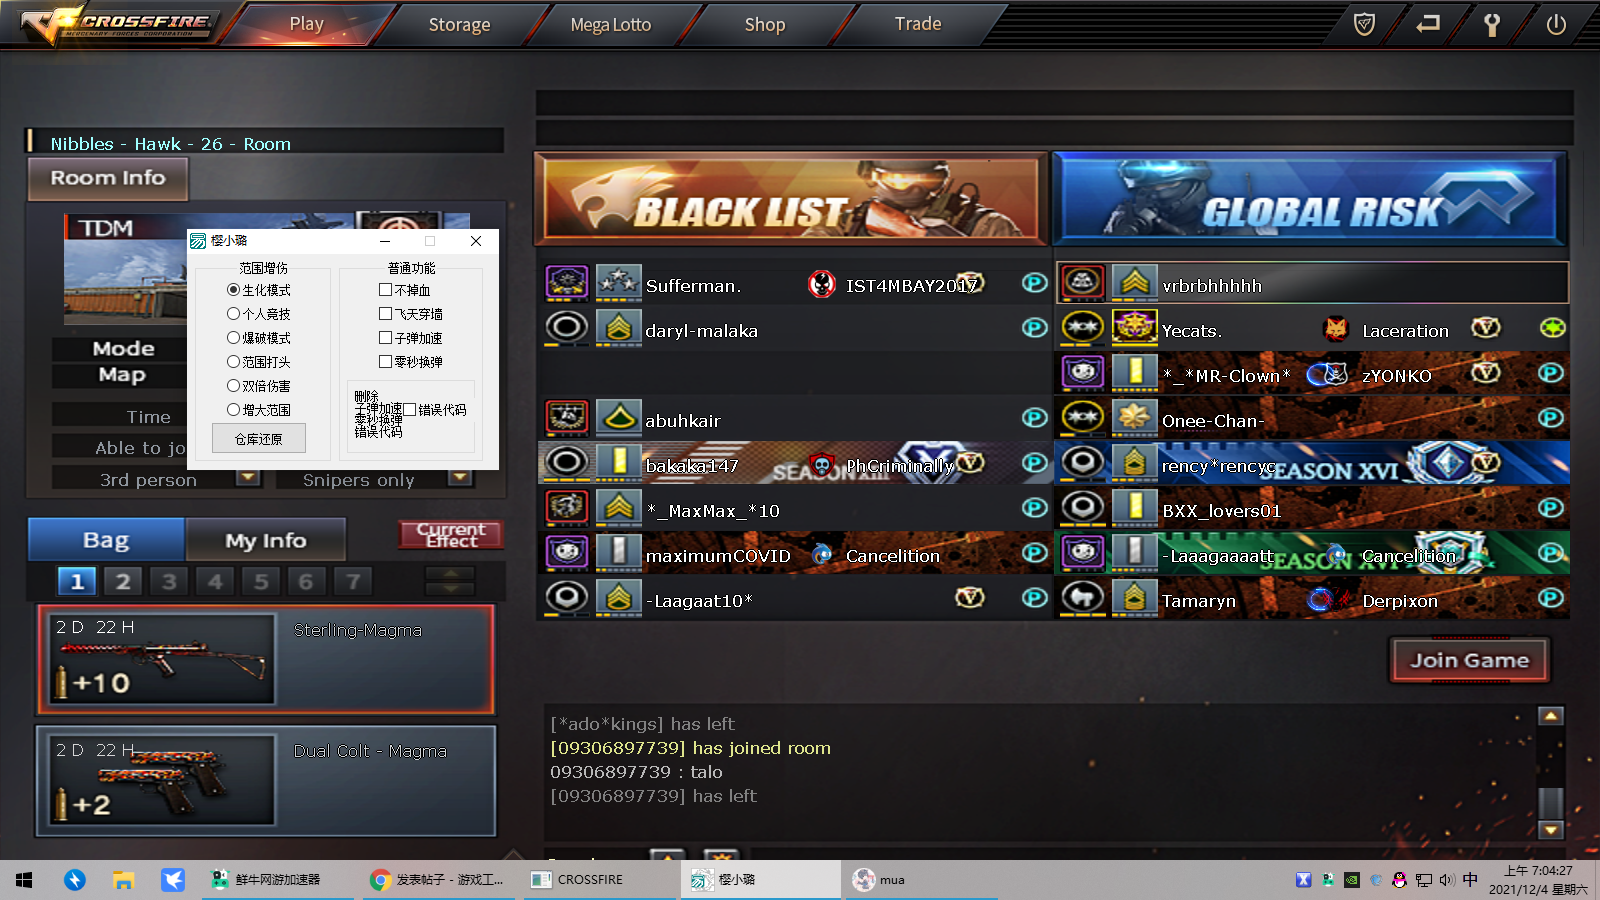 CROSSFIRE
MERCENARY FORCES CORPORATION
Play
Storage
Mega Lotto
Shop
Trade
Nibbles - Hawk - 26 - Room
Room Info
TDM
Mode
Map
Time
Able to jo
3rd person
Snipers only
樱小璐
范围增伤
生化模式
个人竞技
爆破模式
范围打头
双倍伤害
增大范围
仓库还原
普通功能
不掉血
飞天穿墙
子弹加速
零秒换弹
删除
子弹加速
零秒换弹
错误代码
错误代码
Bag
My Info
Current
Effect
1 2 3 4 5 6 7
2 D 22 H
Sterling-Magma
+10
2 D 22 H
Dual Colt - Magma
+2
BLACK LIST
GLOBAL RISK
Sufferman. IST4MBAY2017
daryl-malaka
abuhkair
bakaka147 PhCriminally
SEASON XIII
*_MaxMax_*10
maximumCOVID Cancelition
-Laagaat10*
vrbrbhhhhh
Yecats. Laceration
*_*MR-Clown* zYONKO
Onee-Chan-
rency*rencyc
SEASON XVI
BXX_lovers01
-Laaagaaaatt Cancelition
SEASON XVI
Tamaryn Derpixon
Join Game
[*ado*kings] has left
[09306897739] has joined room
09306897739 : talo
[09306897739] has left
鲜牛网游加速器
发表帖子 - 游戏工...
CROSSFIRE
樱小璐
mua
中
上午 7:04:27
2021/12/4 星期六